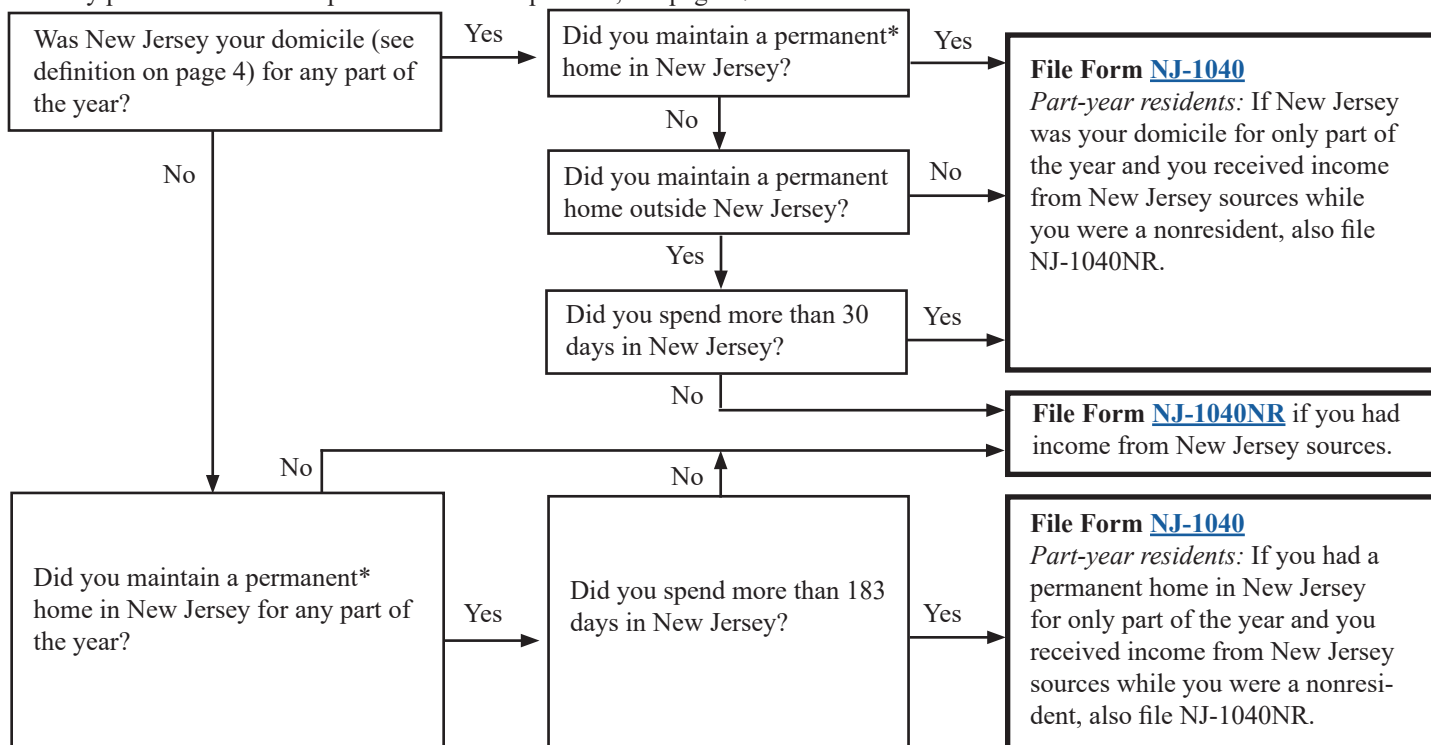 Was New Jersey your domicile (see
definition on page 4) for any part of
the year?
Yes
Did you maintain a permanent*
home in New Jersey?
Yes
File Form NJ-1040
Part-year residents: If New Jersey
was your domicile for only part of
the year and you received income
from New Jersey sources while
you were a nonresident, also file
NJ-1040NR.
No
No
Did you maintain a permanent
home outside New Jersey?
No
Yes
Did you spend more than 30
days in New Jersey?
Yes
No
File Form NJ-1040NR if you had
income from New Jersey sources.
No
No
Did you maintain a permanent*
home in New Jersey for any part of
the year?
Yes
Did you spend more than 183
days in New Jersey?
Yes
File Form NJ-1040
Part-year residents: If you had a
permanent home in New Jersey
for only part of the year and you
received income from New Jersey
sources while you were a nonresi-
dent, also file NJ-1040NR.